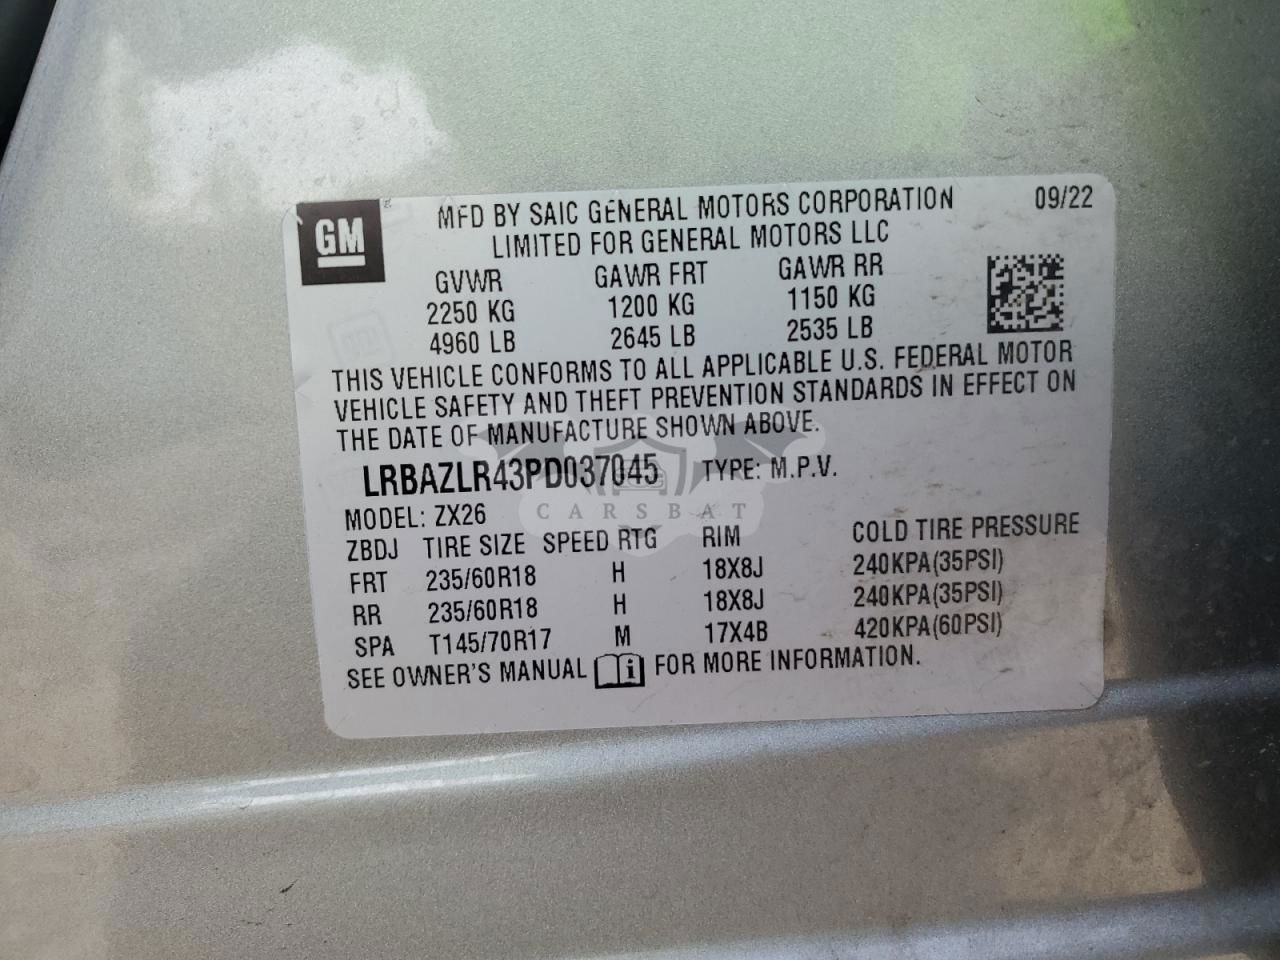 GM
MFD BY SAIC GENERAL MOTORS CORPORATION 09/22
LIMITED FOR GENERAL MOTORS LLC
GVWR GAWR FRT GAWR RR
2250 KG 1200 KG 1150 KG
4960 LB 2645 LB 2535 LB
THIS VEHICLE CONFORMS TO ALL APPLICABLE U.S. FEDERAL MOTOR
VEHICLE SAFETY AND THEFT PREVENTION STANDARDS IN EFFECT ON
THE DATE OF MANUFACTURE SHOWN ABOVE.
LRBAZLR43PD037045 TYPE: M.P.V.
CARSBAT
MODEL: ZX26
ZBDJ TIRE SIZE SPEED RTG RIM COLD TIRE PRESSURE
FRT 235/60R18 H 18X8J 240KPA(35PSI)
RR 235/60R18 H 18X8J 240KPA(35PSI)
SPA T145/70R17 M 17X4B 420KPA(60PSI)
SEE OWNER'S MANUAL FOR MORE INFORMATION.